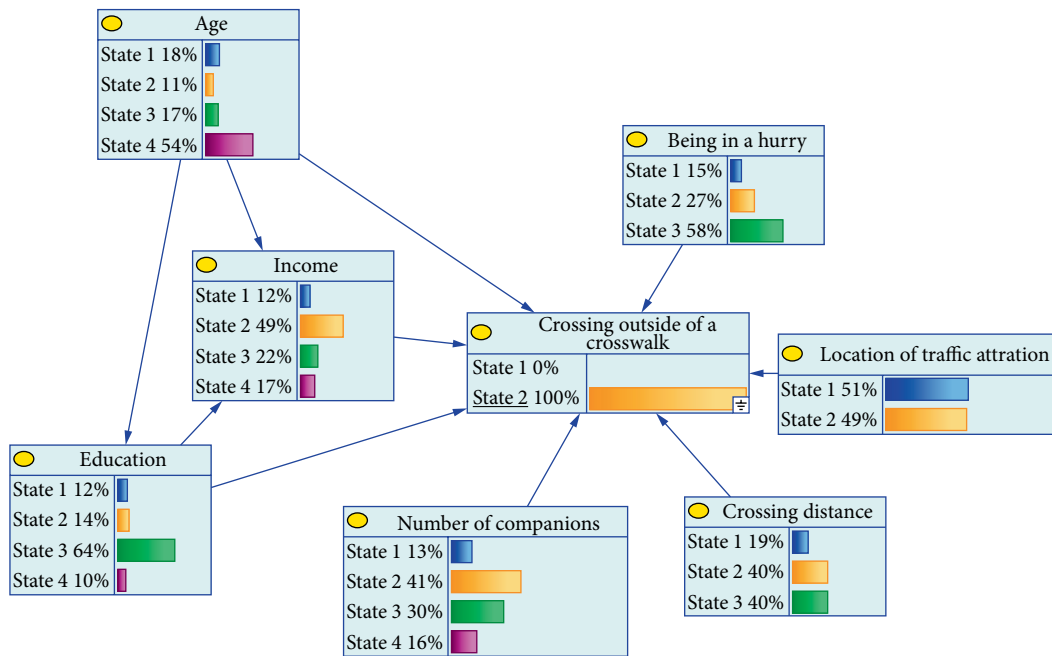 Age
State 1 18%
State 2 11%
State 3 17%
State 4 54%
Being in a hurry
State 1 15%
State 2 27%
State 3 58%
Income
State 1 12%
State 2 49%
State 3 22%
State 4 17%
Crossing outside of a
crosswalk
State 1 0%
State 2 100%
Location of traffic attration
State 1 51%
State 2 49%
Education
State 1 12%
State 2 14%
State 3 64%
State 4 10%
Number of companions
State 1 13%
State 2 41%
State 3 30%
State 4 16%
Crossing distance
State 1 19%
State 2 40%
State 3 40%